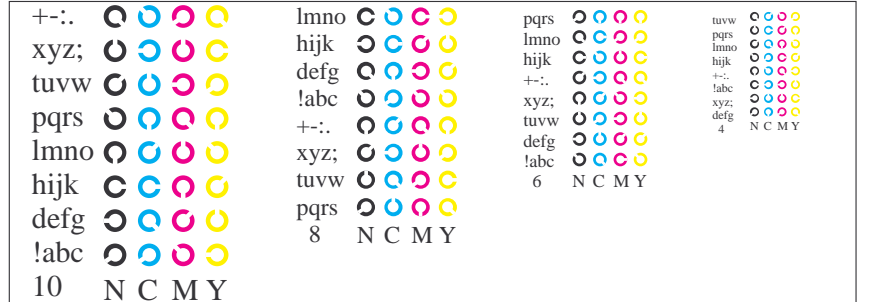 +-:.
xyz;
tuvw
pqrs
lmno
hijk
defg
!abc
10 N C M Y
lmno
hijk
defg
!abc
+-:.
xyz;
tuvw
pqrs
8 N C M Y
pqrs
lmno
hijk
+-:.
xyz;
tuvw
defg
!abc
6 N C M Y
tuvw
pqrs
lmno
hijk
+-:.
!abc
xyz;
defg
4 N C M Y